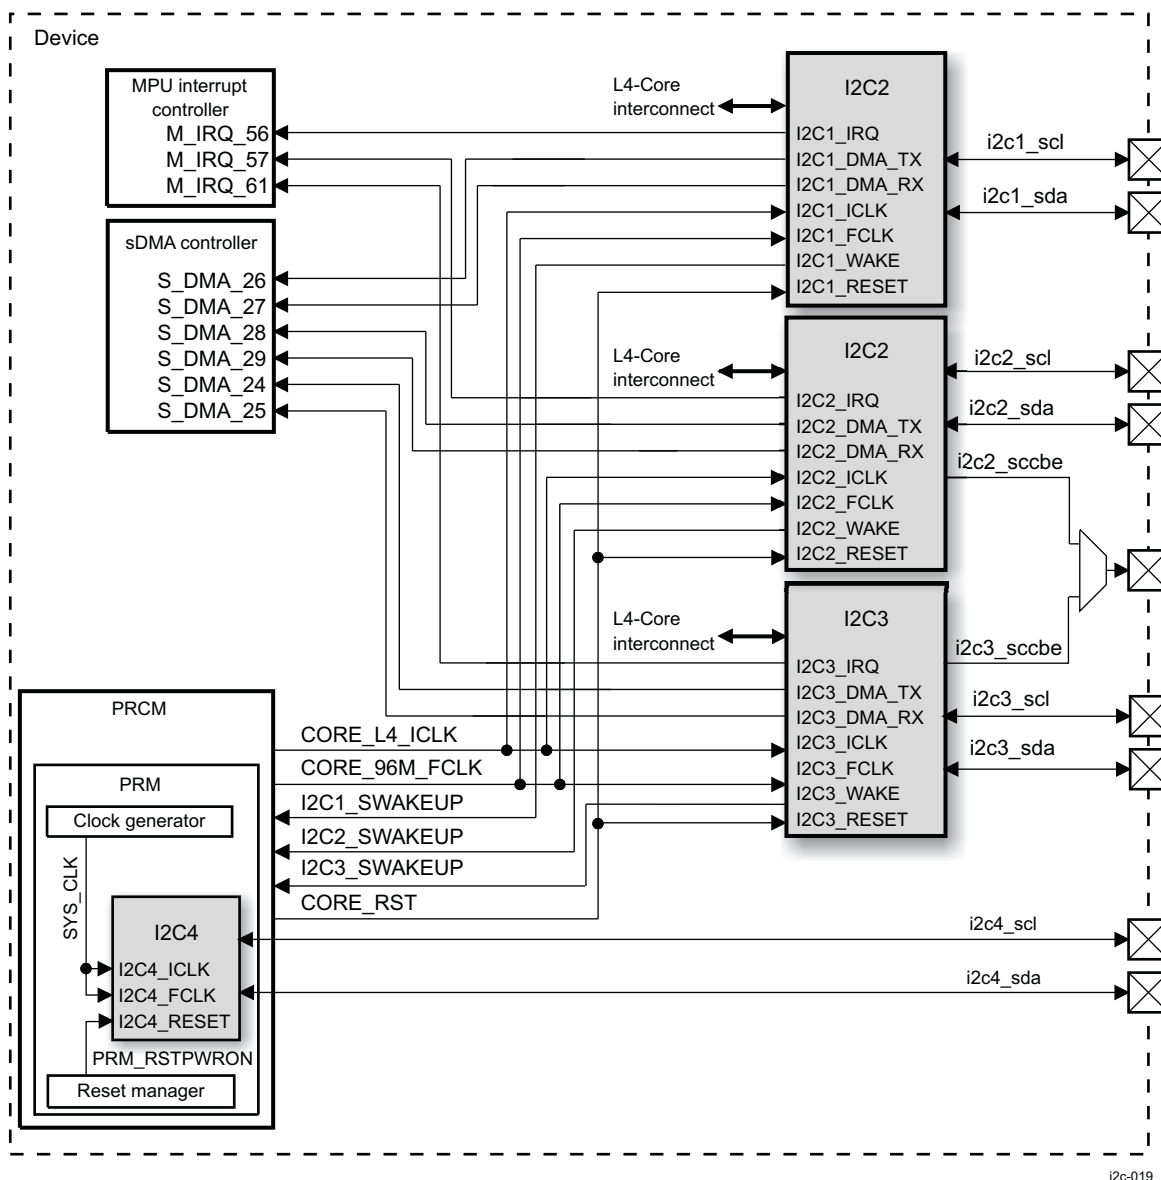 Device
MPU interrupt
controller
M_IRQ_56
M_IRQ_57
M_IRQ_61
sDMA controller
S_DMA_26
S_DMA_27
S_DMA_28
S_DMA_29
S_DMA_24
S_DMA_25
L4-Core
interconnect
I2C2
I2C1_IRQ
I2C1_DMA_TX
I2C1_DMA_RX
I2C1_ICLK
I2C1_FCLK
I2C1_WAKE
I2C1_RESET
i2c1_scl
i2c1_sda
L4-Core
interconnect
I2C2
I2C2_IRQ
I2C2_DMA_TX
I2C2_DMA_RX
I2C2_ICLK
I2C2_FCLK
I2C2_WAKE
I2C2_RESET
i2c2_scl
i2c2_sda
i2c2_sccbe
L4-Core
interconnect
I2C3
I2C3_IRQ
I2C3_DMA_TX
I2C3_DMA_RX
I2C3_ICLK
I2C3_FCLK
I2C3_WAKE
I2C3_RESET
i2c3_sccbe
i2c3_scl
i2c3_sda
PRCM
CORE_L4_ICLK
CORE_96M_FCLK
I2C1_SWAKEUP
I2C2_SWAKEUP
I2C3_SWAKEUP
CORE_RST
PRM
Clock generator
SYS_CLK
I2C4
I2C4_ICLK
I2C4_FCLK
I2C4_RESET
PRM_RSTPWRON
Reset manager
i2c4_scl
i2c4_sda
i2c-019